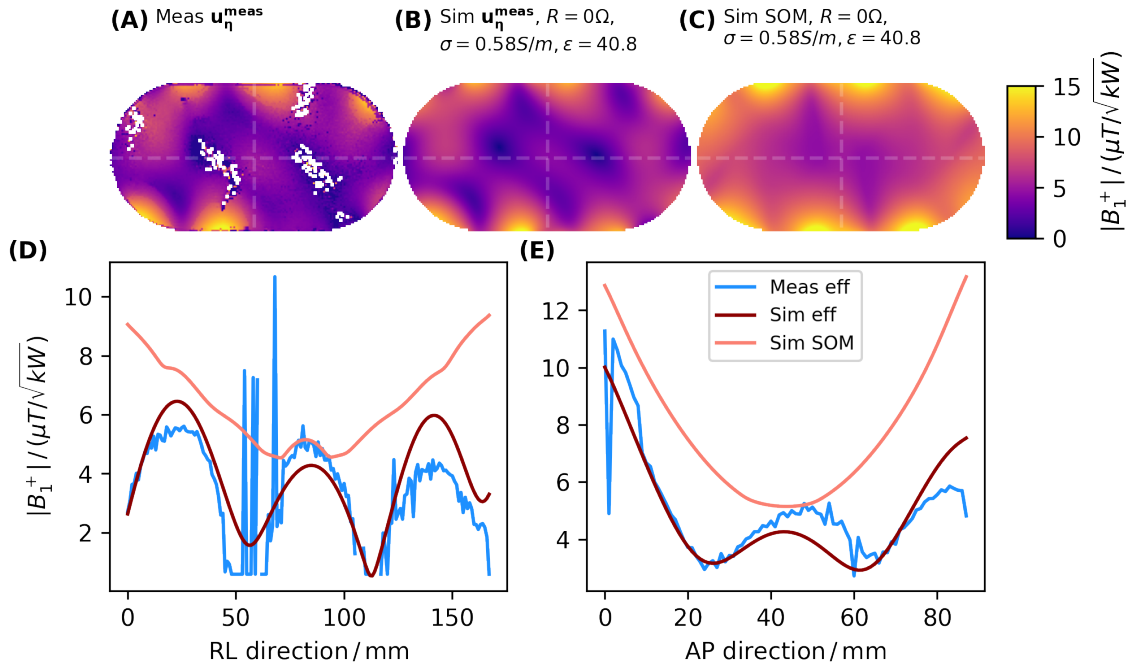 (A) Meas u_η^meas
(B) Sim u_η^meas, R = 0Ω,
σ = 0.58S/m, ε = 40.8
(C) Sim SOM, R = 0Ω,
σ = 0.58S/m, ε = 40.8
15
10
5
0
|B₁⁺| / (μT/√kW)
(D)
10
8
6
4
2
|B₁⁺| / (μT/√kW)
0 50 100 150
RL direction / mm
(E)
Meas eff
Sim eff
Sim SOM
12
10
8
6
4
0 20 40 60 80
AP direction / mm